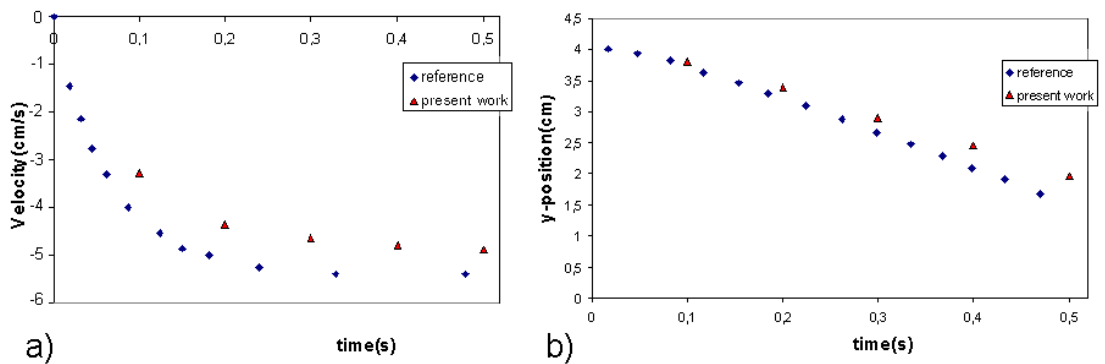 0
-1
-2
-3
-4
-5
-6
0
0,1
0,2
0,3
0,4
0,5
Velocity(cm/s)
time(s)
reference
present work
a)
4,5
4
3,5
3
2,5
2
1,5
1
0,5
0
0
0,1
0,2
0,3
0,4
0,5
y-position(cm)
time(s)
reference
present work
b)